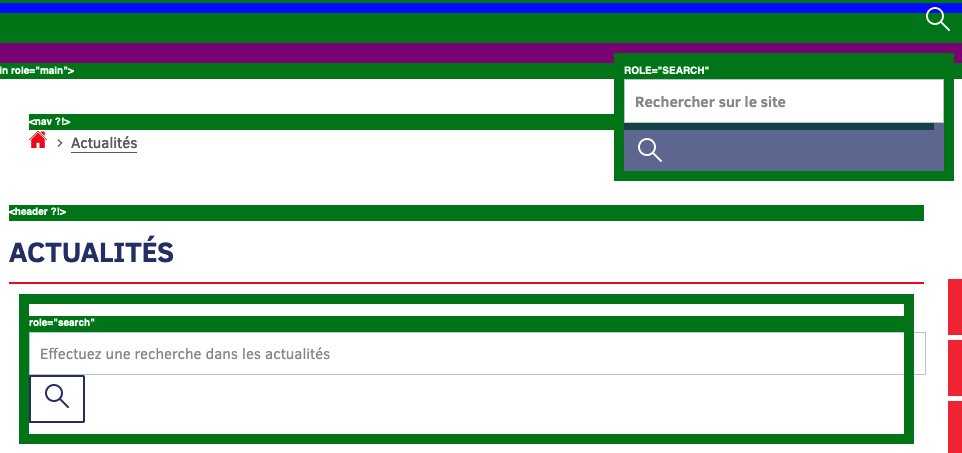 in role="main">
ROLE="SEARCH"
Rechercher sur le site
<nav ?!>
> Actualités
<header ?!>
ACTUALITÉS
role="search"
Effectuez une recherche dans les actualités